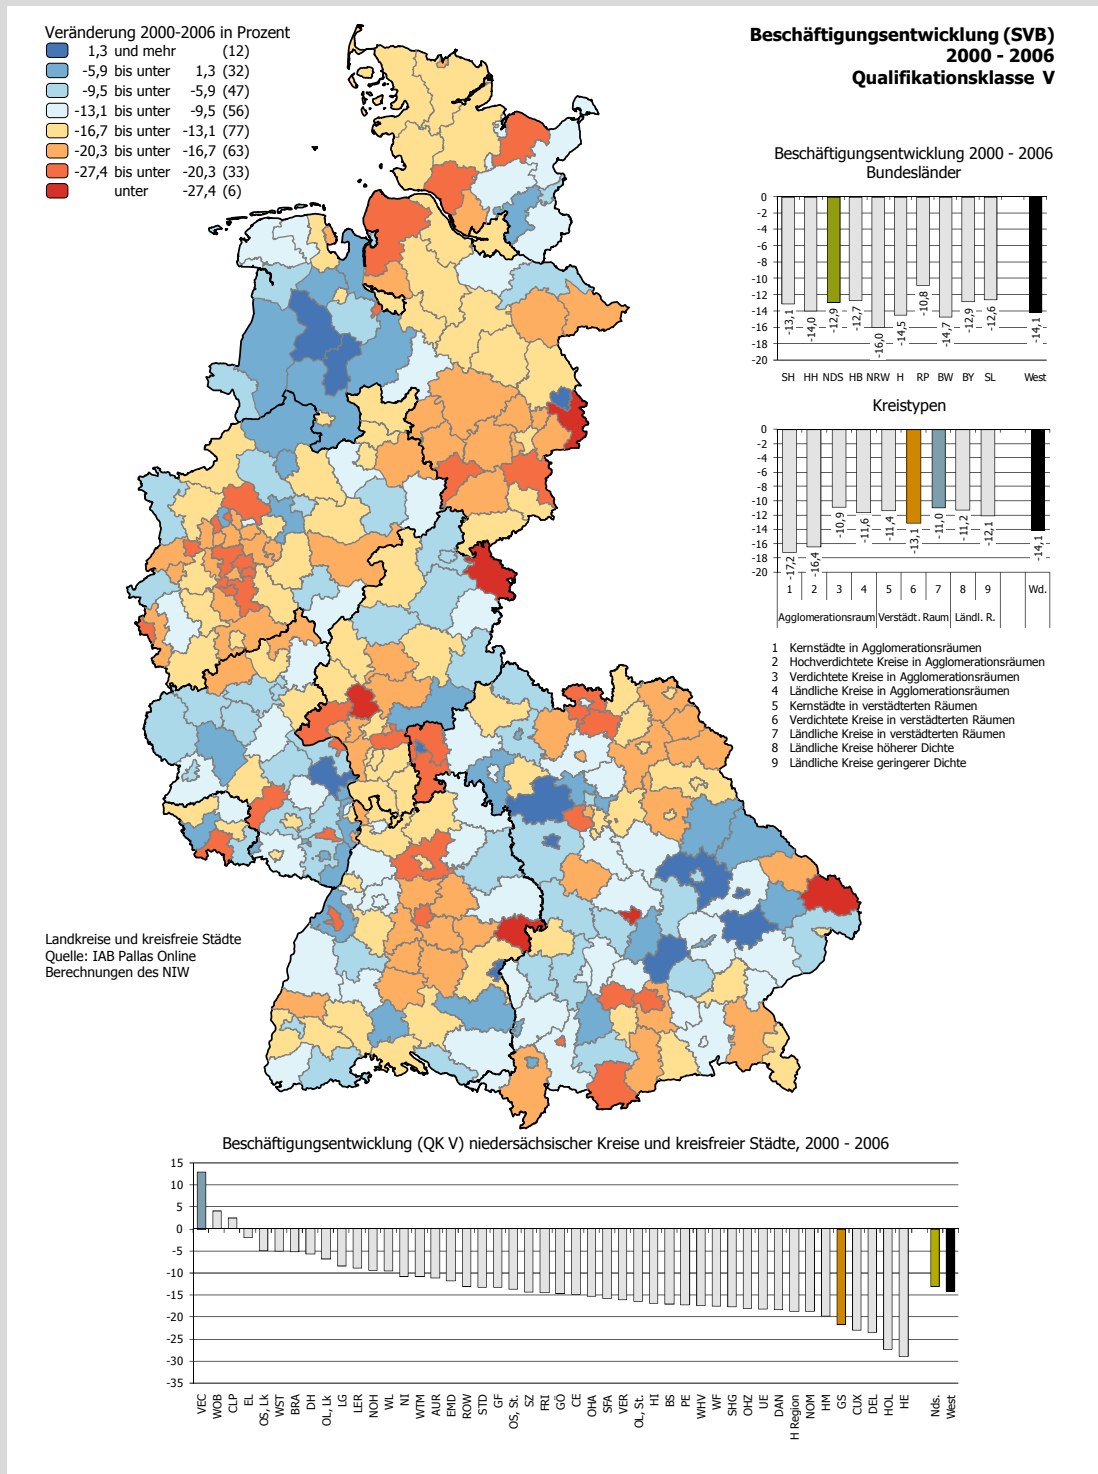 Veränderung 2000-2006 in Prozent
1,3 und mehr (12)
-5,9 bis unter 1,3 (32)
-9,5 bis unter -5,9 (47)
-13,1 bis unter -9,5 (56)
-16,7 bis unter -13,1 (77)
-20,3 bis unter -16,7 (63)
-27,4 bis unter -20,3 (33)
unter -27,4 (6)
Beschäftigungsentwicklung (SVB)
2000 - 2006
Qualifikationsklasse V
Beschäftigungsentwicklung 2000 - 2006
Bundesländer
0
-2
-4
-6
-8
-10
-12
-14
-16
-18
-20
-13,1
-14,0
-12,9
-12,7
-16,0
-14,5
-10,8
-14,7
-12,9
-12,6
-14,1
SH HH NDS HB NRW H RP BW BY SL West
Kreistypen
0
-2
-4
-6
-8
-10
-12
-14
-16
-18
-20
-17,2
-16,4
-10,9
-11,6
-11,4
-13,1
-11,0
-11,2
-12,1
-14,1
1 2 3 4 5 6 7 8 9 Wd.
Agglomerationsraum Verstädt. Raum Ländl. R.
1 Kernstädte in Agglomerationsräumen
2 Hochverdichtete Kreise in Agglomerationsräumen
3 Verdichtete Kreise in Agglomerationsräumen
4 Ländliche Kreise in Agglomerationsräumen
5 Kernstädte in verstädterten Räumen
6 Verdichtete Kreise in verstädterten Räumen
7 Ländliche Kreise in verstädterten Räumen
8 Ländliche Kreise höherer Dichte
9 Ländliche Kreise geringerer Dichte
Landkreise und kreisfreie Städte
Quelle: IAB Pallas Online
Berechnungen des NIW
Beschäftigungsentwicklung (QK V) niedersächsischer Kreise und kreisfreier Städte, 2000 - 2006
15
10
5
0
-5
-10
-15
-20
-25
-30
-35
VEC WOB CLP EL OS, Lk WST BRA DH OL, Lk LG LER NOH WL NI WTM AUR EMD ROW STD GF OS, St. SZ FRI GÖ CE OHA SFA VER OL, St. HI BS PE WHV WF SHG OHZ UE DAN H Region NOM HM GS CUX DEL HOL HE Nds. West